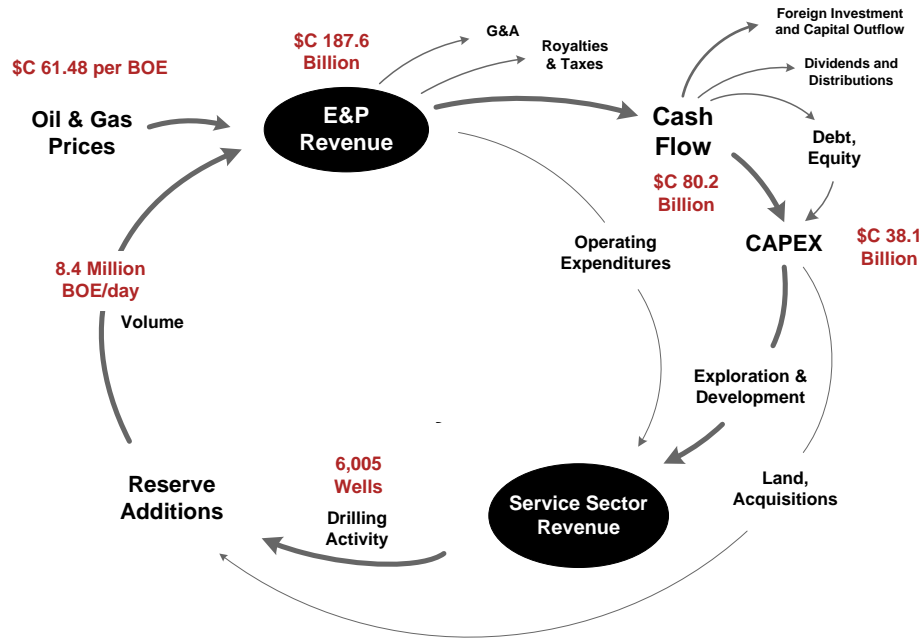 Foreign Investment
and Capital Outflow
G&A
$C 187.6
Billion
Royalties
& Taxes
$C 61.48 per BOE
Dividends and
Distributions
Oil & Gas
Prices
E&P
Revenue
Cash
Flow
Debt,
Equity
$C 80.2
Billion
CAPEX
$C 38.1
Billion
Operating
Expenditures
8.4 Million
BOE/day
Volume
Exploration &
Development
6,005
Wells
Reserve
Additions
Drilling
Activity
Service Sector
Revenue
Land,
Acquisitions